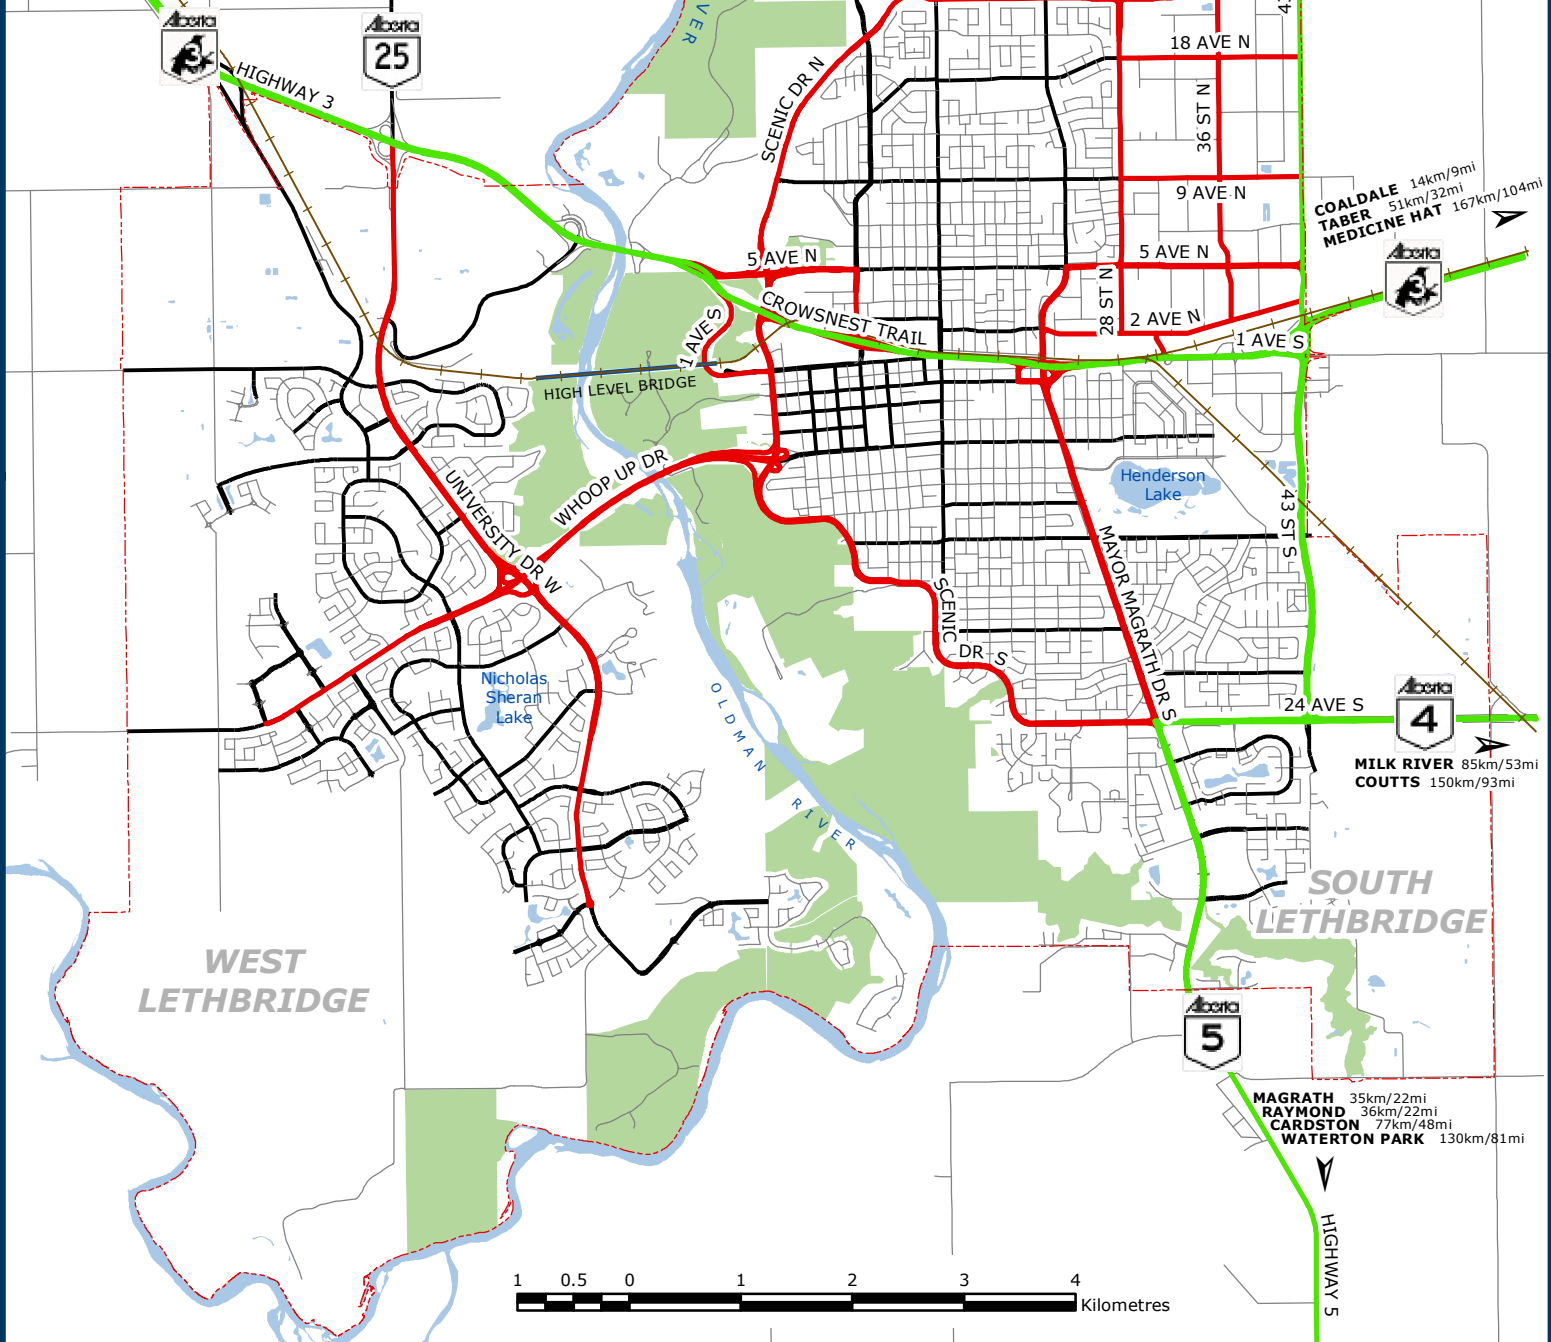 Alberta
3
Alberta
25
HIGHWAY 3
VER
SCENIC DR N
18 AVE N
36 ST N
9 AVE N
COALDALE 14km/9mi
TABER 51km/32mi
MEDICINE HAT 167km/104mi
Alberta
3
5 AVE N
5 AVE N
28 ST N
CROWSNEST TRAIL
2 AVE N
1 AVE S
1 AVE S
HIGH LEVEL BRIDGE
WHOOP UP DR
UNIVERSITY DR W
Henderson
Lake
43 ST S
MAYOR MAGRATH DR S
SCENIC
DR S
Nicholas
Sheran
Lake
OLDMAN
RIVER
24 AVE S
Alberta
4
MILK RIVER 85km/53mi
COUTTS 150km/93mi
SOUTH
LETHBRIDGE
WEST
LETHBRIDGE
Alberta
5
MAGRATH 35km/22mi
RAYMOND 36km/22mi
CARDSTON 77km/48mi
WATERTON PARK 130km/81mi
HIGHWAY 5
1 0.5 0 1 2 3 4
Kilometres